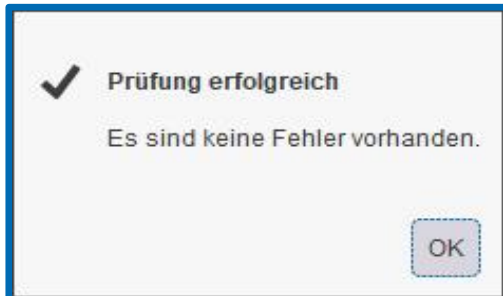 Prüfung erfolgreich
Es sind keine Fehler vorhanden.
OK